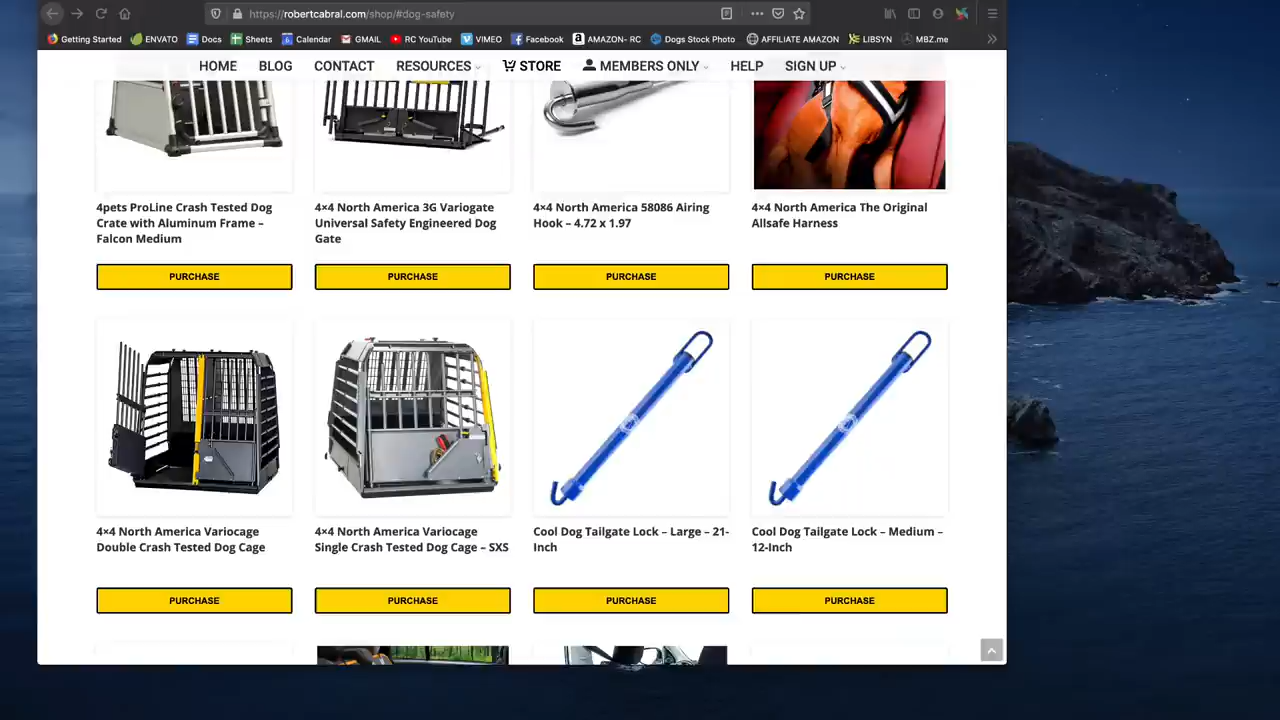 https://robertcabral.com/shop/#dog-safety
Getting Started ENVATO Docs Sheets Calendar GMAIL RC YouTube VIMEO Facebook AMAZON- RC Dogs Stock Photo AFFILIATE AMAZON LIBSYN MBZ.me
HOME BLOG CONTACT RESOURCES STORE MEMBERS ONLY HELP SIGN UP
4pets ProLine Crash Tested Dog
Crate with Aluminum Frame –
Falcon Medium
PURCHASE
4×4 North America 3G Variogate
Universal Safety Engineered Dog
Gate
PURCHASE
4×4 North America 58086 Airing
Hook – 4.72 x 1.97
PURCHASE
4×4 North America The Original
Allsafe Harness
PURCHASE
4×4 North America Variocage
Double Crash Tested Dog Cage
PURCHASE
4×4 North America Variocage
Single Crash Tested Dog Cage – SXS
PURCHASE
Cool Dog Tailgate Lock – Large – 21-
Inch
PURCHASE
Cool Dog Tailgate Lock – Medium –
12-Inch
PURCHASE